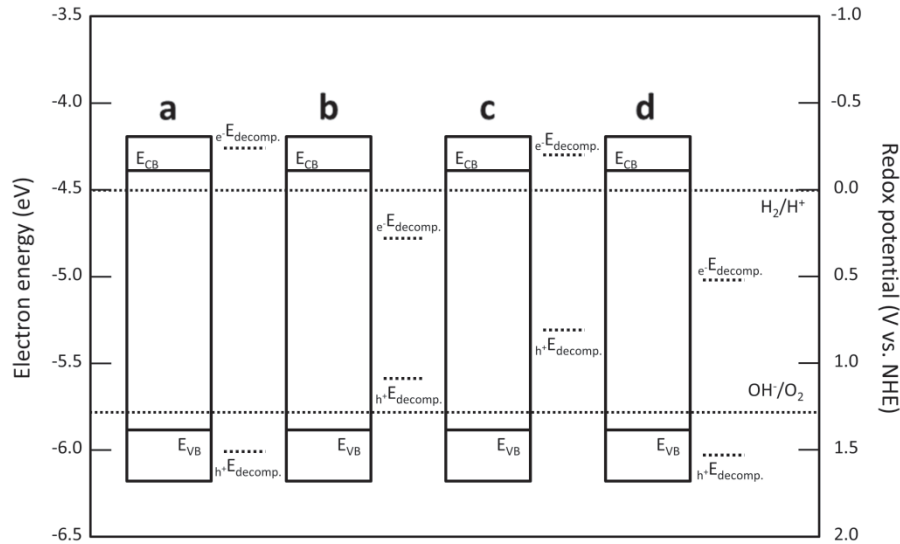 -3.5
-4.0
-4.5
-5.0
-5.5
-6.0
-6.5
Electron energy (eV)
a
b
c
d
e-Edecomp.
e-Edecomp.
ECB
ECB
ECB
ECB
H2/H+
e-Edecomp.
e-Edecomp.
h+Edecomp.
h+Edecomp.
OH-/O2
EVB
EVB
EVB
EVB
h+Edecomp.
h+Edecomp.
-1.0
-0.5
0.0
0.5
1.0
1.5
2.0
Redox potential (V vs. NHE)